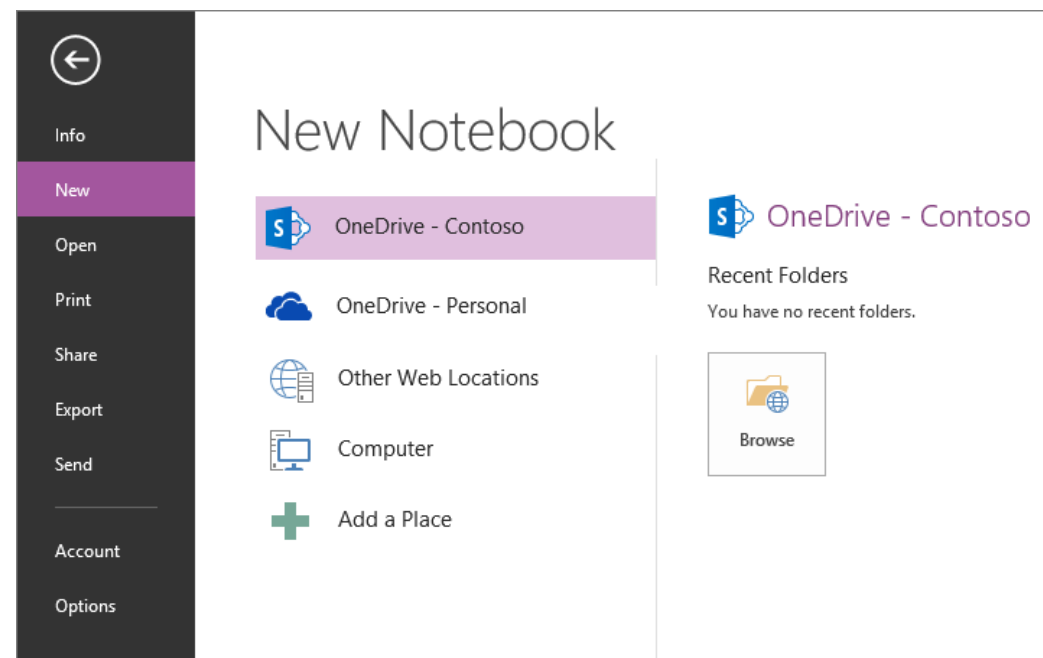 Info
New
Open
Print
Share
Export
Send
Account
Options
New Notebook
S OneDrive - Contoso
OneDrive - Personal
Other Web Locations
Computer
Add a Place
S OneDrive - Contoso
Recent Folders
You have no recent folders.
Browse